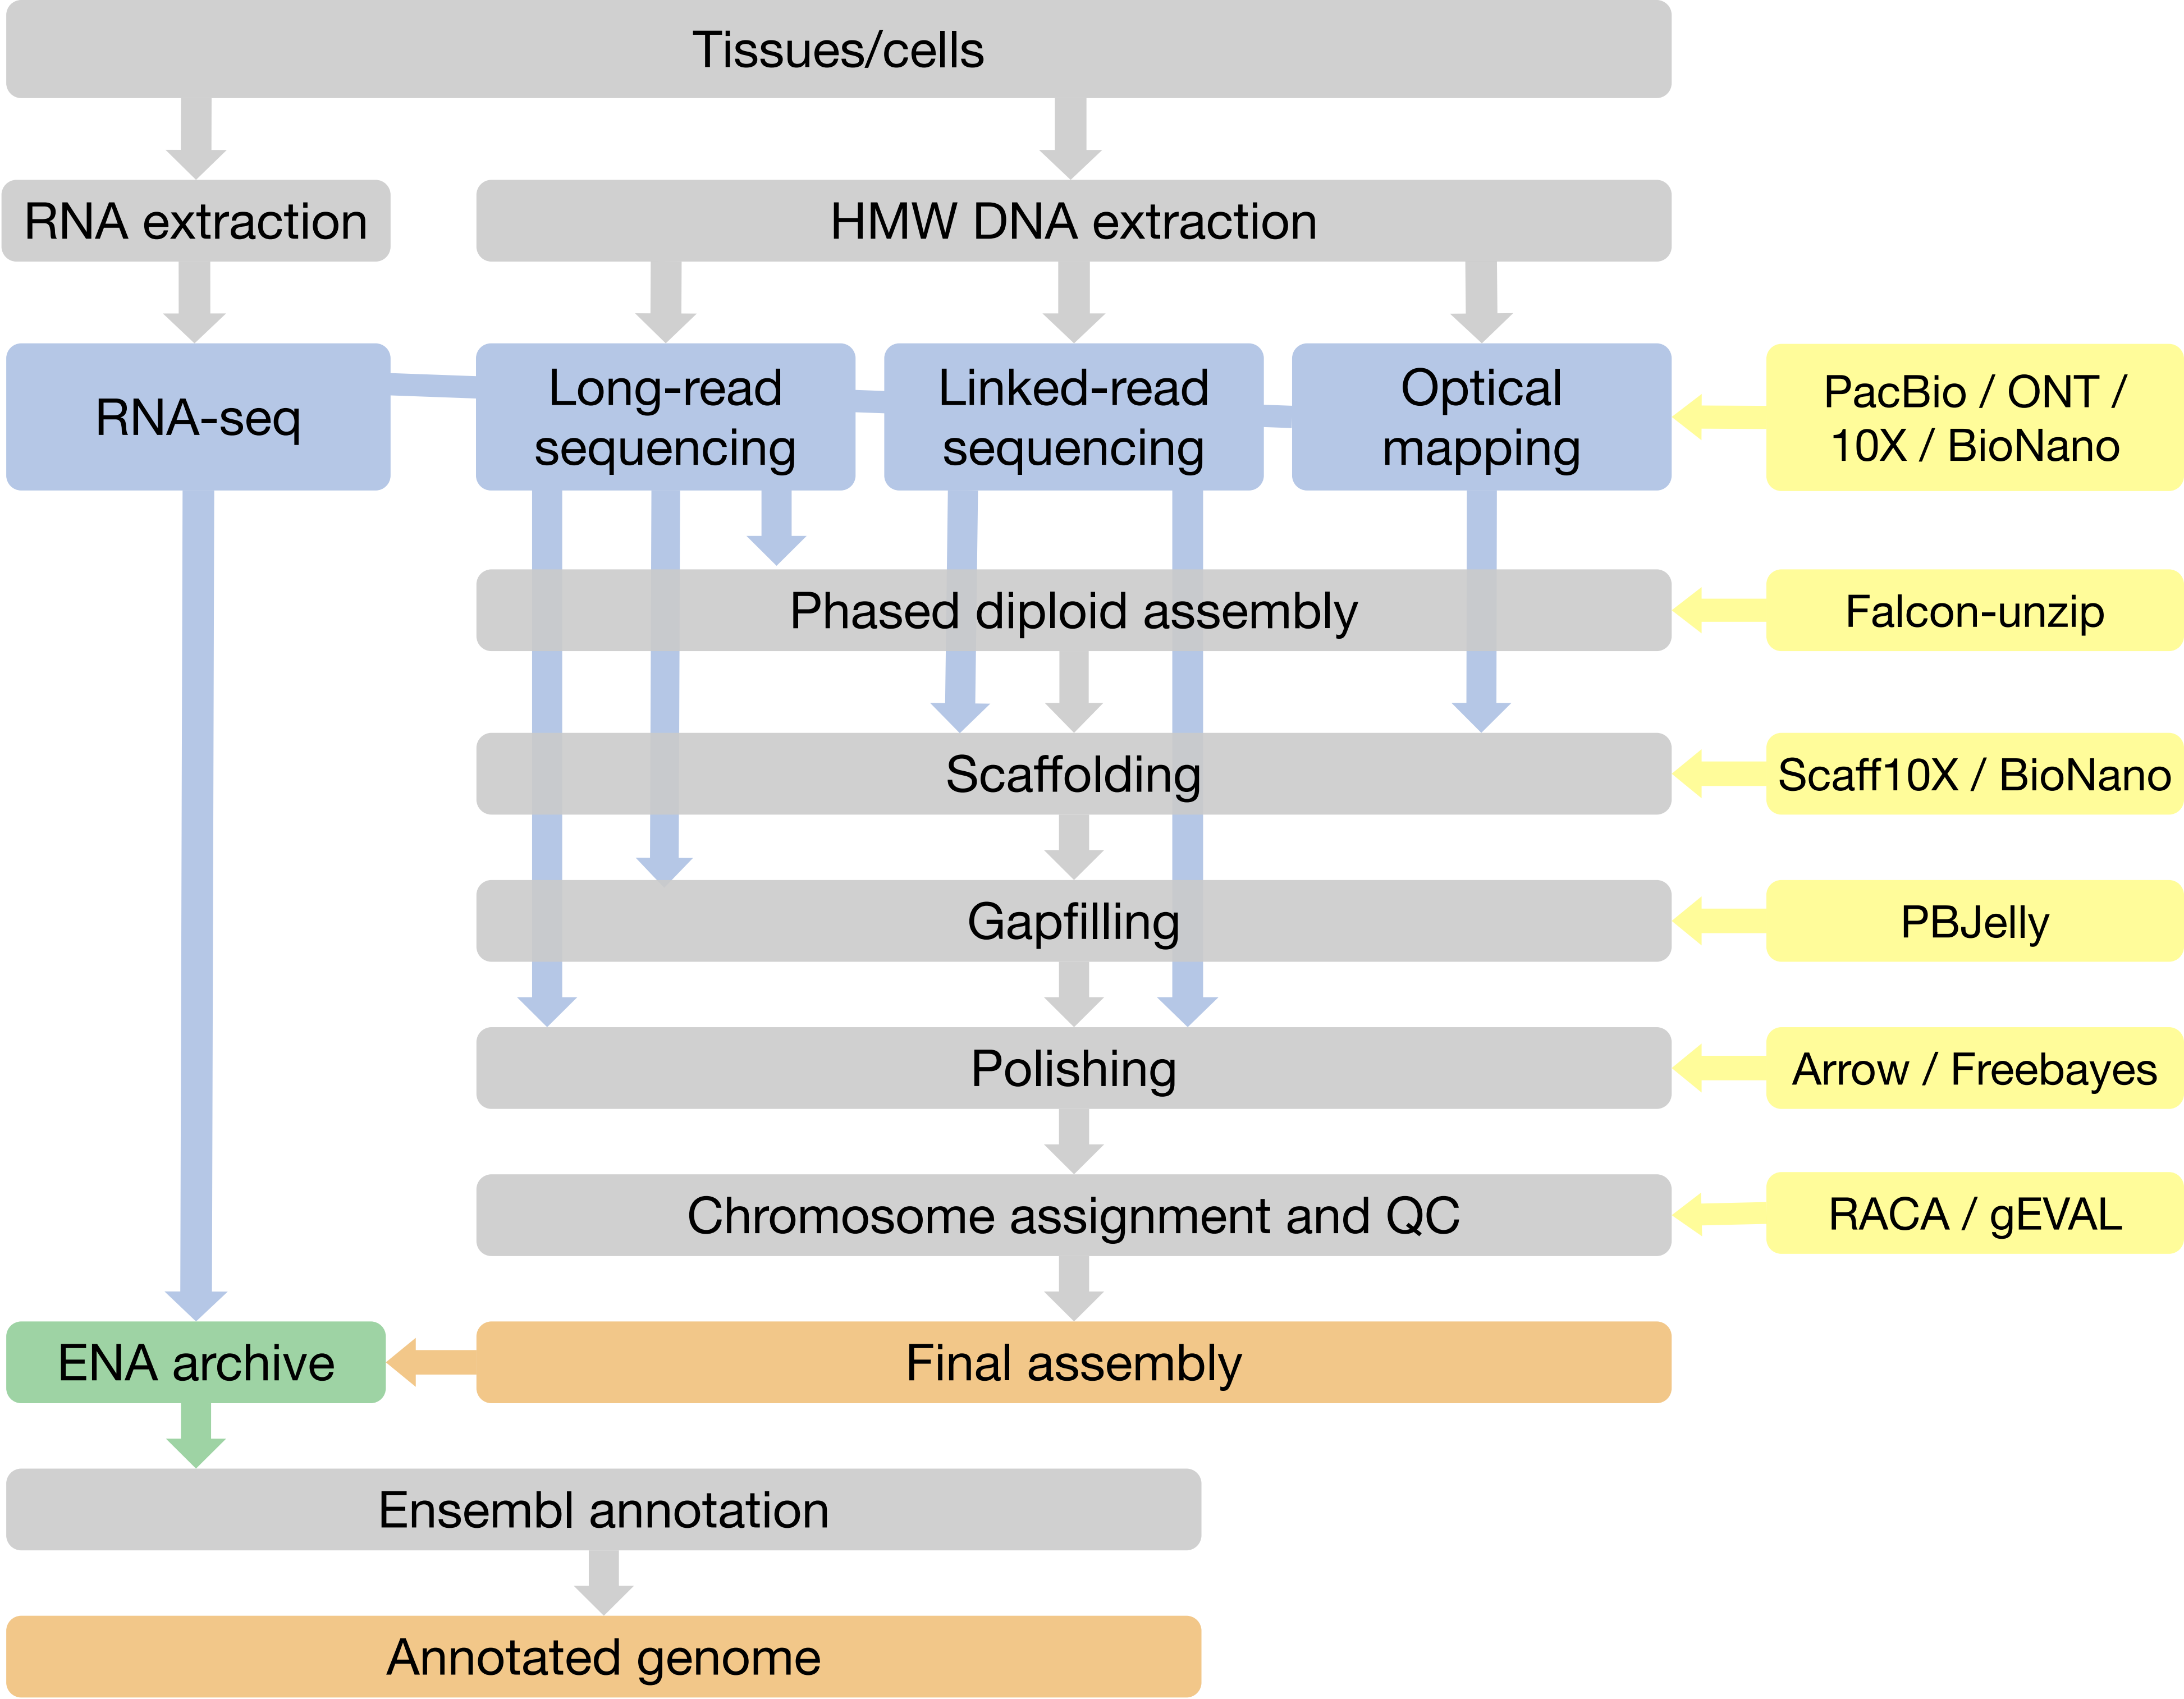 Tissues/cells
RNA extraction
HMW DNA extraction
RNA-seq
Long-read
sequencing
Linked-read
sequencing
Optical
mapping
PacBio / ONT /
10X / BioNano
Phased diploid assembly
Falcon-unzip
Scaffolding
Scaff10X / BioNano
Gapfilling
PBJelly
Polishing
Arrow / Freebayes
Chromosome assignment and QC
RACA / gEVAL
ENA archive
Final assembly
Ensembl annotation
Annotated genome